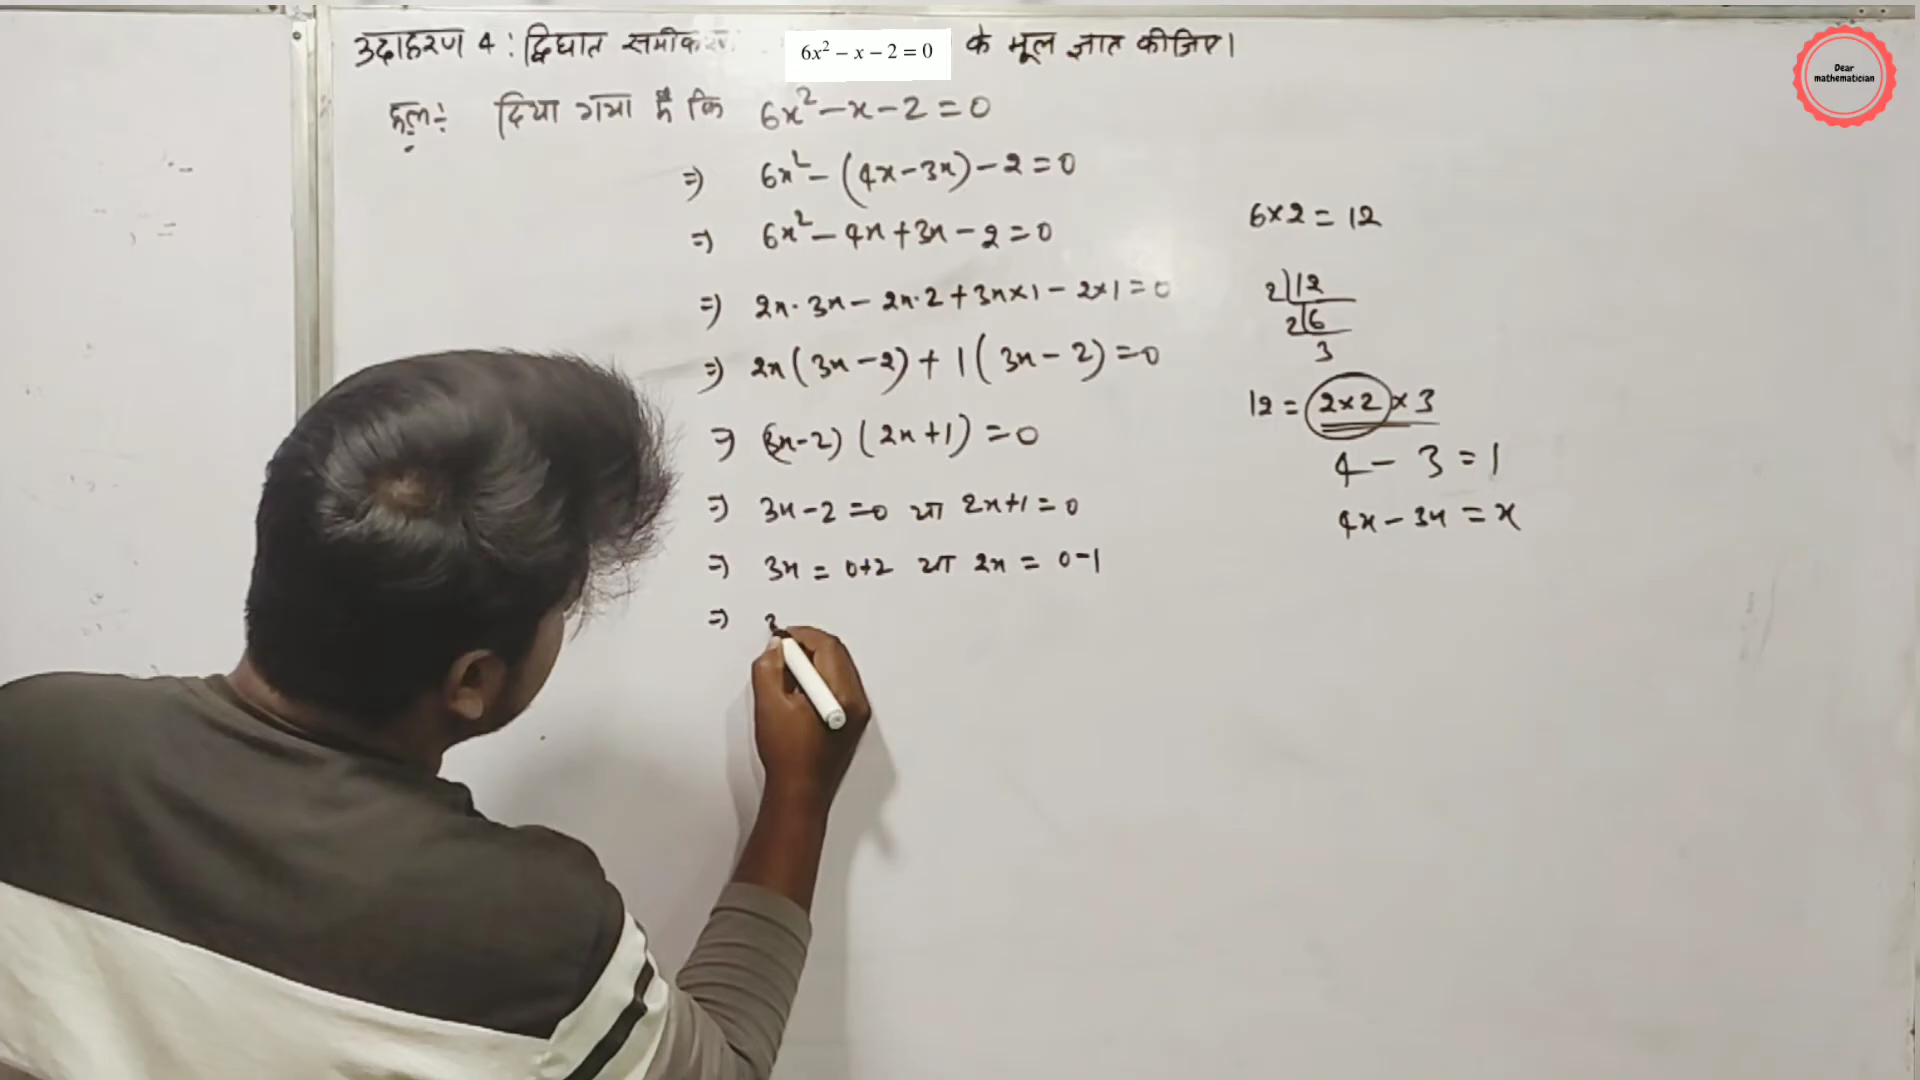 उदाहरण 4 : द्विघात समीकरण 6x² – x – 2 = 0 के मूल ज्ञात कीजिए।
हल:- दिया गया है कि 6x² – x – 2 = 0
=) 6x² – (4x – 3x) – 2 = 0
=) 6x² – 4x + 3x – 2 = 0
=) 2x · 3x – 2x · 2 + 3x × 1 – 2 × 1 = 0
=) 2x (3x – 2) + 1 (3x – 2) = 0
=) (3x – 2) (2x + 1) = 0
=) 3x – 2 = 0 या 2x + 1 = 0
=) 3x = 0 + 2 या 2x = 0 – 1
=) 3
6 × 2 = 12
2 | 12
2 | 6
3
12 = 2 × 2 × 3
4 – 3 = 1
4x – 3x = x
Dear
mathematician